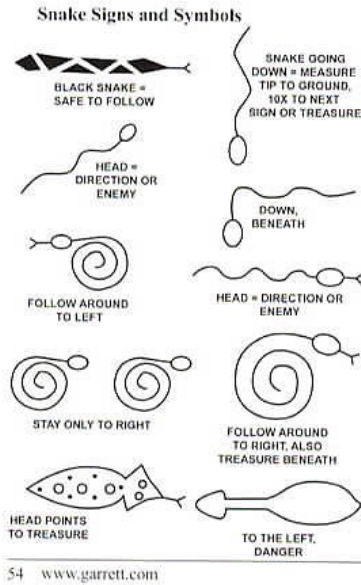 Snake Signs and Symbols
BLACK SNAKE =
SAFE TO FOLLOW
SNAKE GOING
DOWN = MEASURE
TIP TO GROUND,
10X TO NEXT
SIGN OR TREASURE
HEAD =
DIRECTION OR
ENEMY
DOWN,
BENEATH
FOLLOW AROUND
TO LEFT
HEAD = DIRECTION OR
ENEMY
STAY ONLY TO RIGHT
FOLLOW AROUND
TO RIGHT, ALSO
TREASURE BENEATH
HEAD POINTS
TO TREASURE
TO THE LEFT,
DANGER
54 www.garrett.com